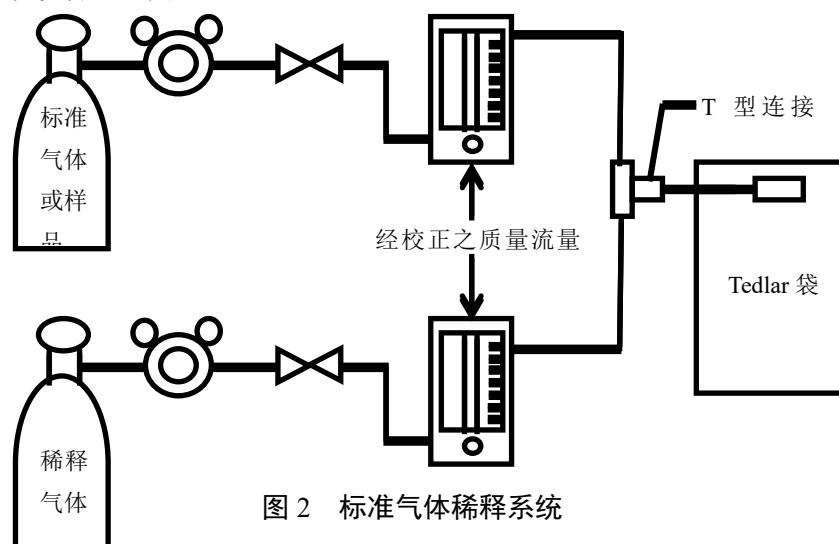 标准
气体
或样
品
T 型连接
经校正之质量流量
Tedlar 袋
稀释
气体
图 2 标准气体稀释系统